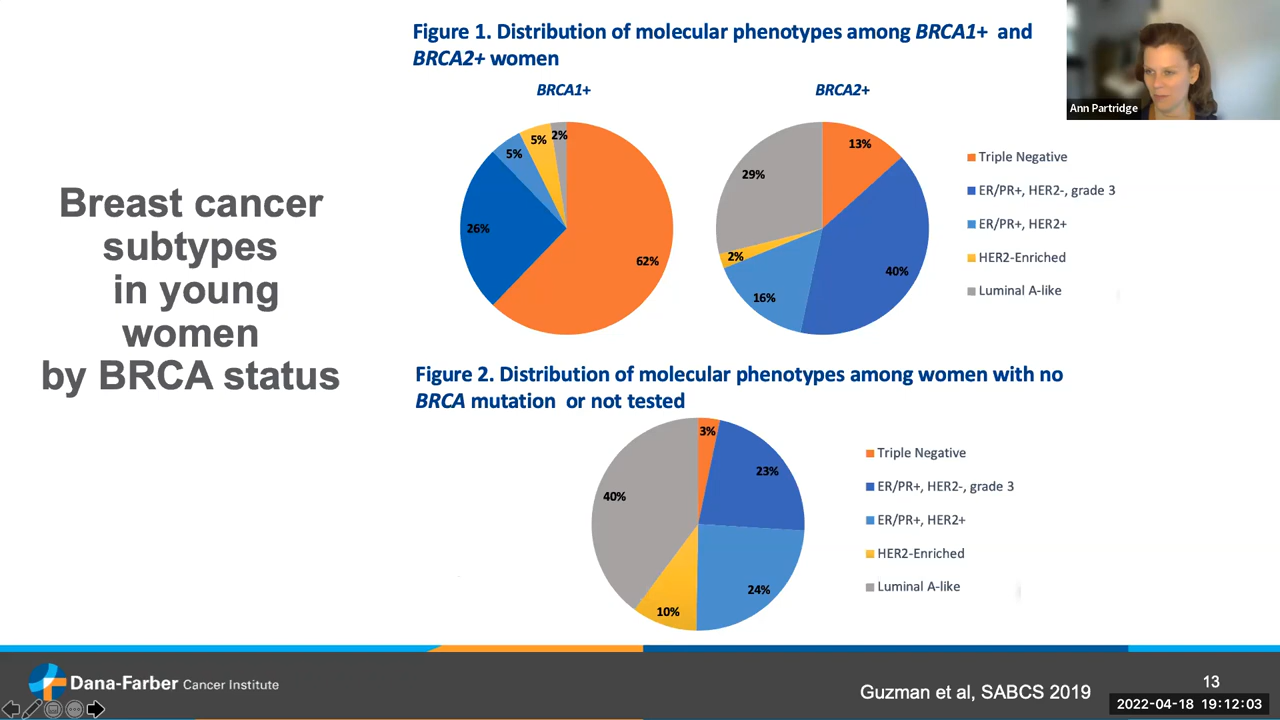 Figure 1. Distribution of molecular phenotypes among BRCA1+ and
BRCA2+ women
BRCA1+
BRCA2+
Ann Partridge
2%
5%
5%
26%
62%
13%
29%
2%
16%
40%
Triple Negative
ER/PR+, HER2-, grade 3
ER/PR+, HER2+
HER2-Enriched
Luminal A-like
Breast cancer
subtypes
in young
women
by BRCA status
Figure 2. Distribution of molecular phenotypes among women with no
BRCA mutation or not tested
3%
23%
40%
24%
10%
Triple Negative
ER/PR+, HER2-, grade 3
ER/PR+, HER2+
HER2-Enriched
Luminal A-like
Dana-Farber Cancer Institute
Guzman et al, SABCS 2019
13
2022-04-18 19:12:03